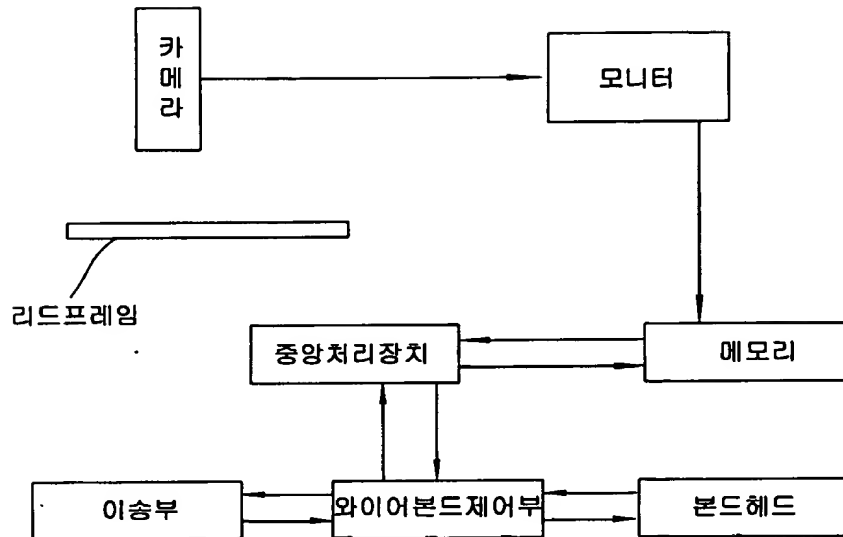 카메라
모니터
리드프레임
중앙처리장치
메모리
이송부
와이어본드제어부
본드헤드